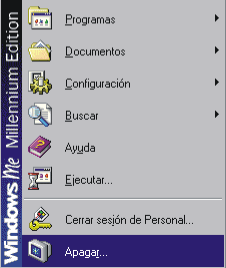 Windows Me Millennium Edition
Programas
Documentos
Configuración
Buscar
Ayuda
Ejecutar...
Cerrar sesión de Personal...
Apagar...